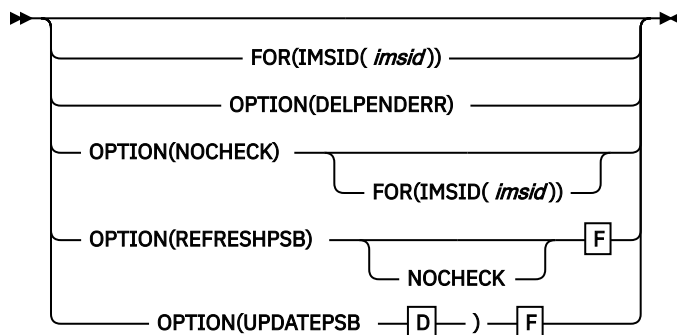 FOR(IMSID( imsid))
OPTION(DELPENDERR)
OPTION(NOCHECK)
FOR(IMSID( imsid))
OPTION(REFRESHPSB)
F
NOCHECK
OPTION(UPDATEPSB D ) F